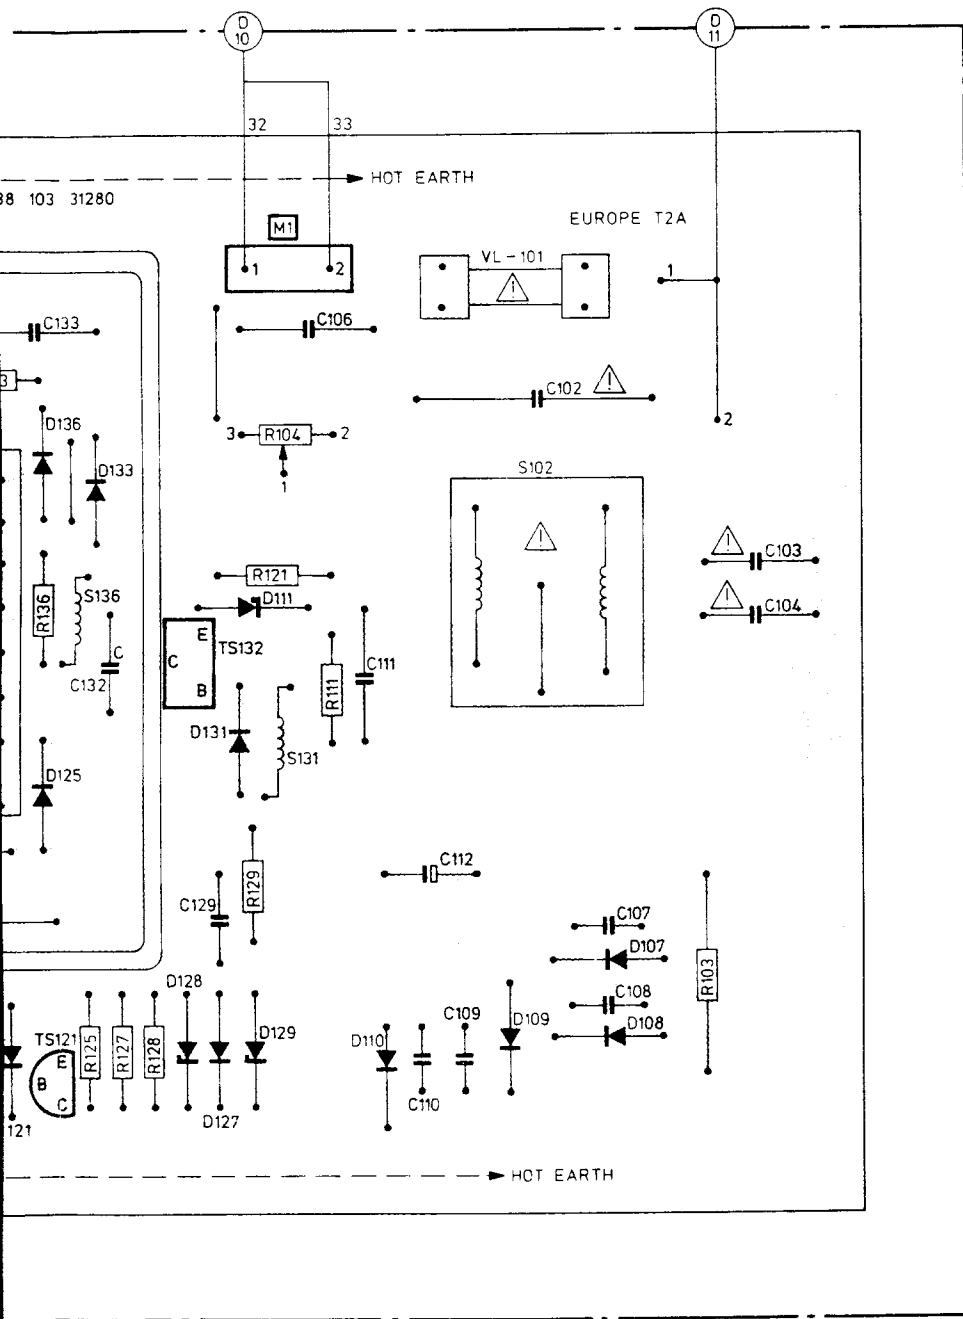 D
10
D
11
32
33
HOT EARTH
38 103 31280
M1
EUROPE T2A
1
2
VL-101
1
C133
C106
3
C102
2
D136
3
R104
2
D133
1
S102
C103
R121
D111
S136
R136
C104
E
TS132
C
C
B
C132
R111
C111
D131
S131
D125
C112
R129
C129
C107
D107
R103
D128
C108
C109
D109
D108
TS121
D129
D110
E
R125
R127
R128
B
C
C110
D127
121
HOT EARTH